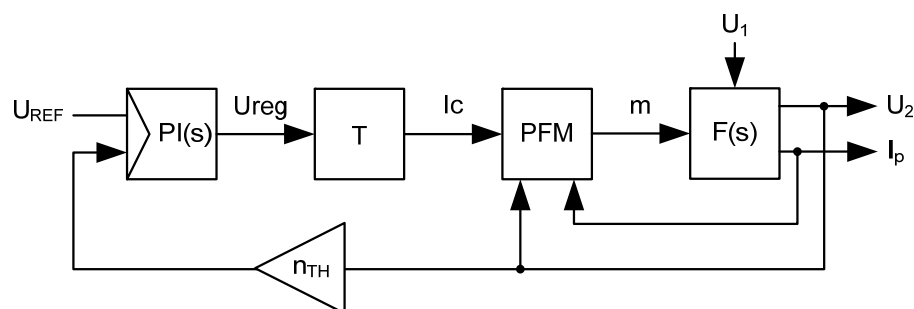 U1
UREF
PI(s)
Ureg
T
Ic
PFM
m
F(s)
U2
Ip
nTH